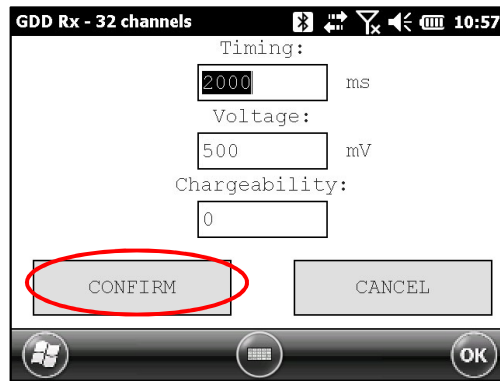 GDD Rx - 32 channels 10:57
Timing:
2000 ms
Voltage:
500 mV
Chargeability:
0
CONFIRM CANCEL
OK